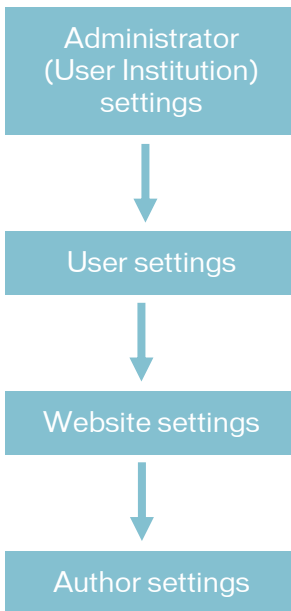 Administrator
(User Institution)
settings
User settings
Website settings
Author settings